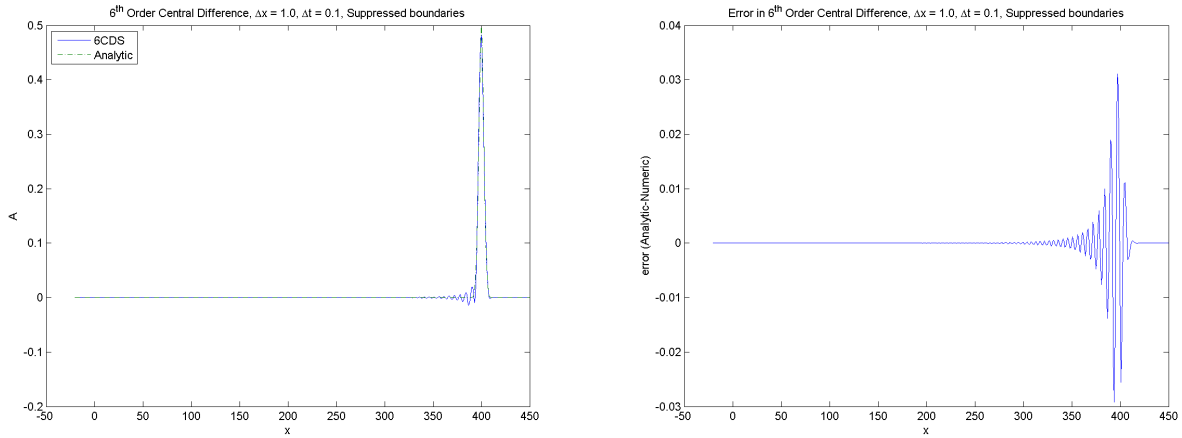 6th Order Central Difference, Δx = 1.0, Δt = 0.1, Suppressed boundaries
6CDS
Analytic
0.5
0.4
0.3
0.2
0.1
0
-0.1
-0.2
A
-50 0 50 100 150 200 250 300 350 400 450
x
Error in 6th Order Central Difference, Δx = 1.0, Δt = 0.1, Suppressed boundaries
0.04
0.03
0.02
0.01
0
-0.01
-0.02
-0.03
error (Analytic-Numeric)
-50 0 50 100 150 200 250 300 350 400 450
x